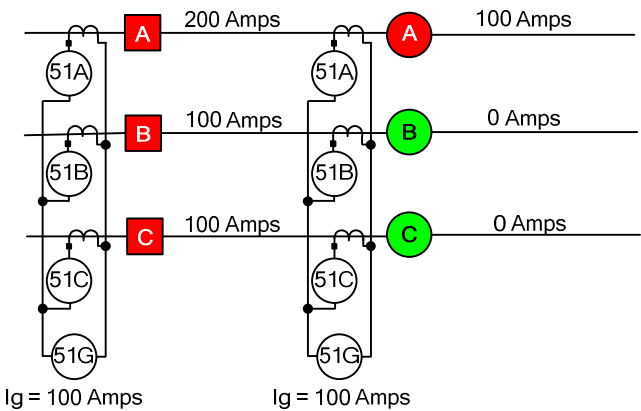 200 Amps
100 Amps
A
A
51A
51A
100 Amps
0 Amps
B
B
51B
51B
100 Amps
0 Amps
C
C
51C
51C
51G
51G
Ig = 100 Amps
Ig = 100 Amps